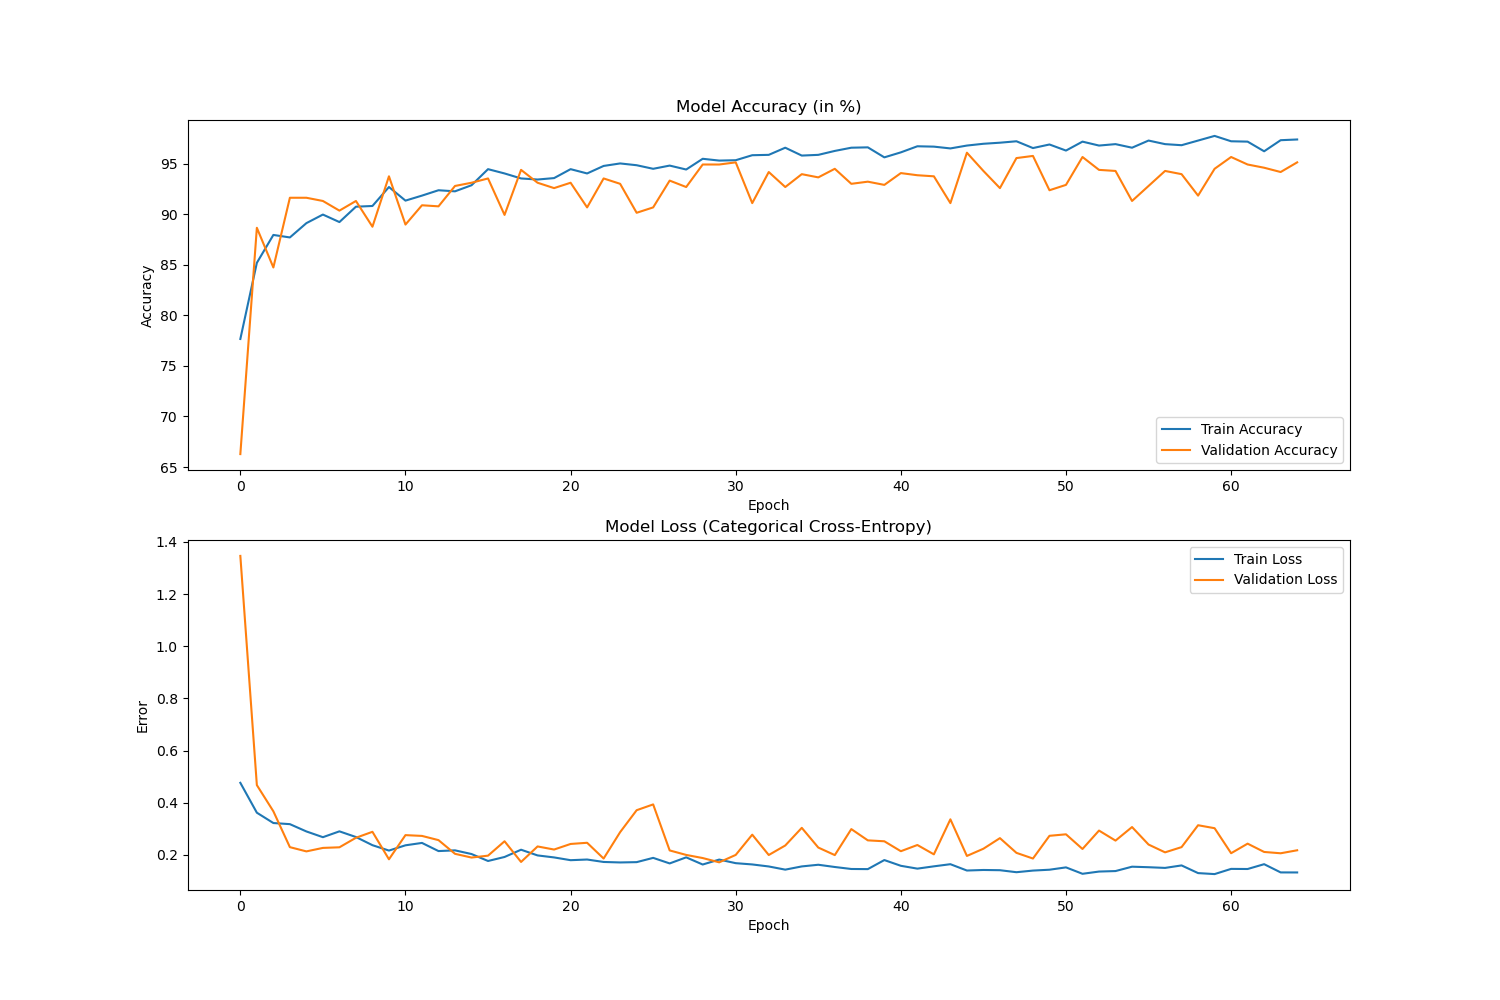 Model Accuracy (in %)
95
90
85
80
75
70
65
Accuracy
Train Accuracy
Validation Accuracy
0 10 20 30 40 50 60
Epoch
Model Loss (Categorical Cross-Entropy)
1.4
1.2
1.0
0.8
0.6
0.4
0.2
Error
Train Loss
Validation Loss
0 10 20 30 40 50 60
Epoch